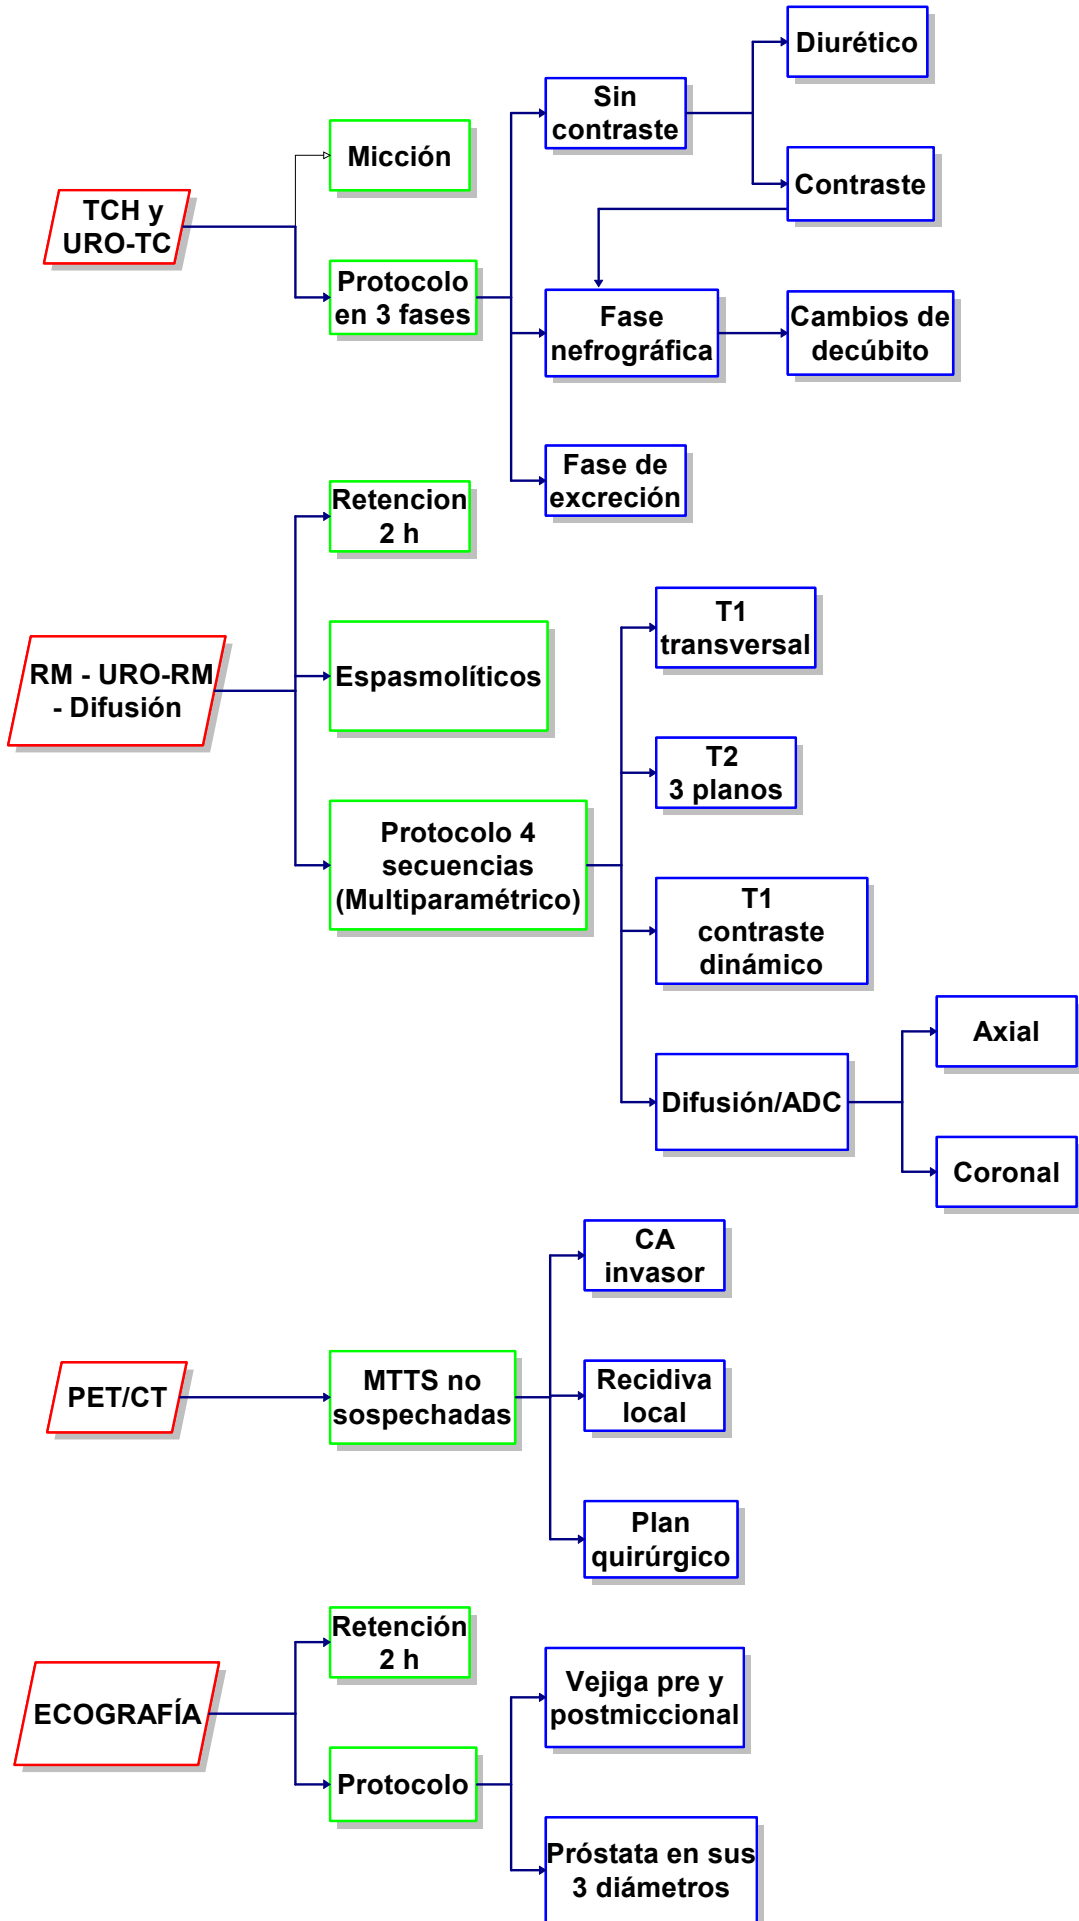 Diurético
Sin
contraste
Micción
Contraste
TCH y
URO-TC
Protocolo
en 3 fases
Fase
nefrográfica
Cambios de
decúbito
Fase de
excreción
Retencion
2 h
T1
transversal
RM - URO-RM
- Difusión
Espasmolíticos
T2
3 planos
Protocolo 4
secuencias
(Multiparamétrico)
T1
contraste
dinámico
Axial
Difusión/ADC
Coronal
CA
invasor
PET/CT
MTTS no
sospechadas
Recidiva
local
Plan
quirúrgico
Retención
2 h
ECOGRAFÍA
Vejiga pre y
postmiccional
Protocolo
Próstata en sus
3 diámetros